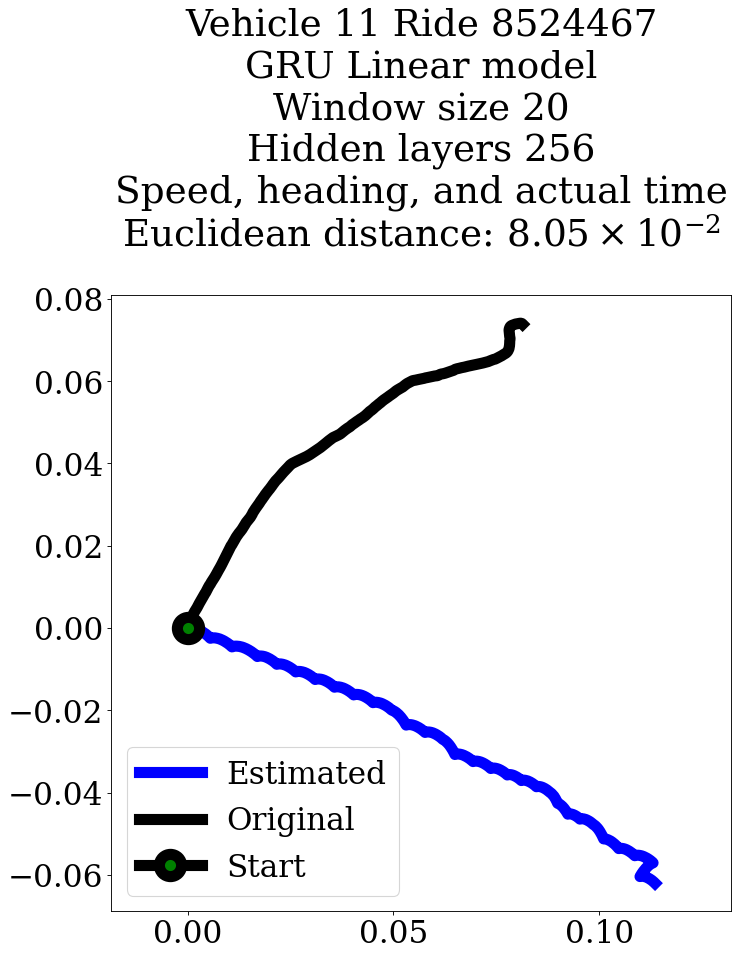 Vehicle 11 Ride 8524467
GRU Linear model
Window size 20
Hidden layers 256
Speed, heading, and actual time
Euclidean distance: 8.05 × 10⁻²
0.08
0.06
0.04
0.02
0.00
−0.02
−0.04
−0.06
Estimated
Original
Start
0.00 0.05 0.10